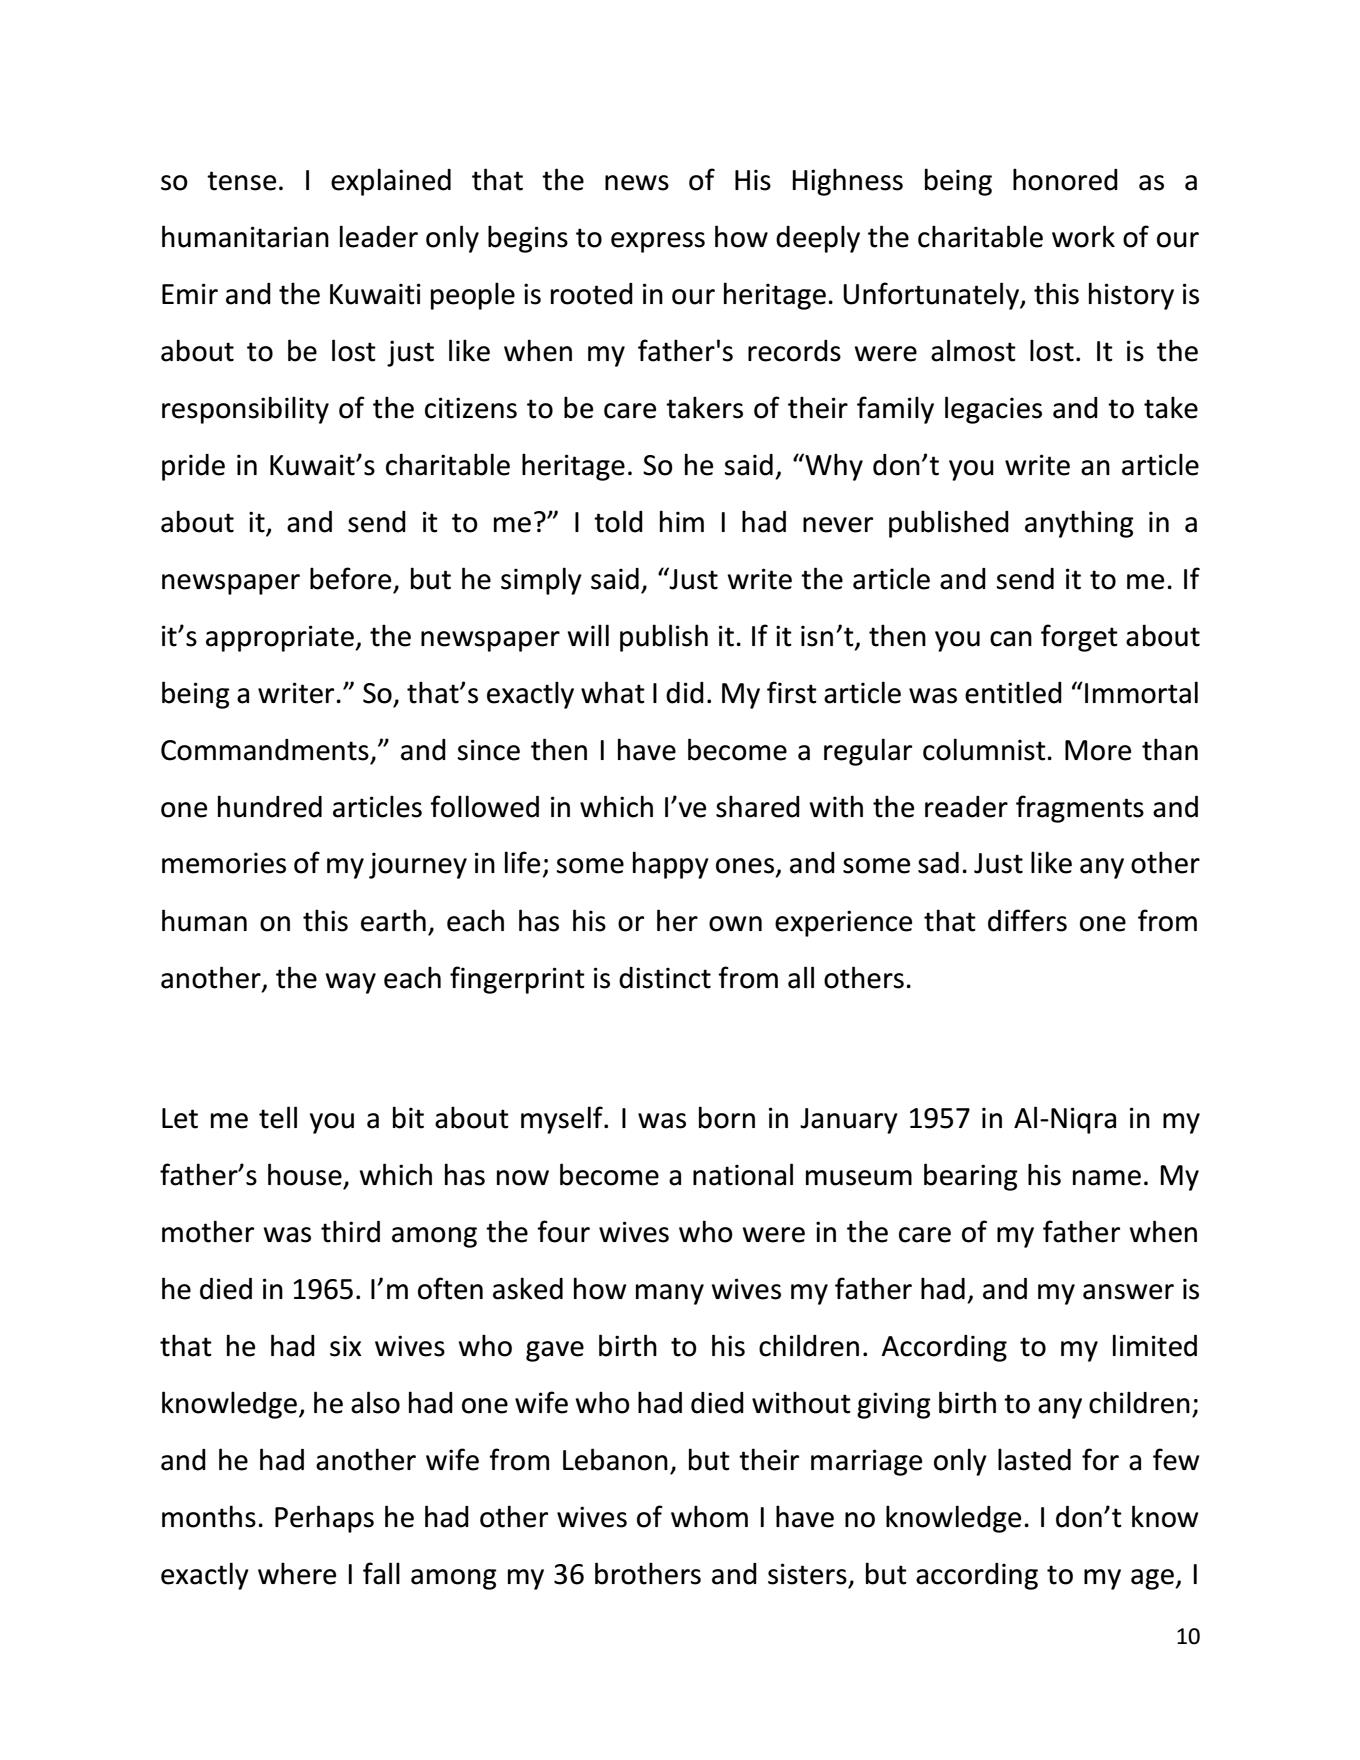 so tense. I explained that the news of His Highness being honored as a
humanitarian leader only begins to express how deeply the charitable work of our
Emir and the Kuwaiti people is rooted in our heritage. Unfortunately, this history is
about to be lost just like when my father's records were almost lost. It is the
responsibility of the citizens to be care takers of their family legacies and to take
pride in Kuwait’s charitable heritage. So he said, “Why don’t you write an article
about it, and send it to me?” I told him I had never published anything in a
newspaper before, but he simply said, “Just write the article and send it to me. If
it’s appropriate, the newspaper will publish it. If it isn’t, then you can forget about
being a writer.” So, that’s exactly what I did. My first article was entitled “Immortal
Commandments,” and since then I have become a regular columnist. More than
one hundred articles followed in which I’ve shared with the reader fragments and
memories of my journey in life; some happy ones, and some sad. Just like any other
human on this earth, each has his or her own experience that differs one from
another, the way each fingerprint is distinct from all others.
Let me tell you a bit about myself. I was born in January 1957 in Al-Niqra in my
father’s house, which has now become a national museum bearing his name. My
mother was third among the four wives who were in the care of my father when
he died in 1965. I’m often asked how many wives my father had, and my answer is
that he had six wives who gave birth to his children. According to my limited
knowledge, he also had one wife who had died without giving birth to any children;
and he had another wife from Lebanon, but their marriage only lasted for a few
months. Perhaps he had other wives of whom I have no knowledge. I don’t know
exactly where I fall among my 36 brothers and sisters, but according to my age, I
10